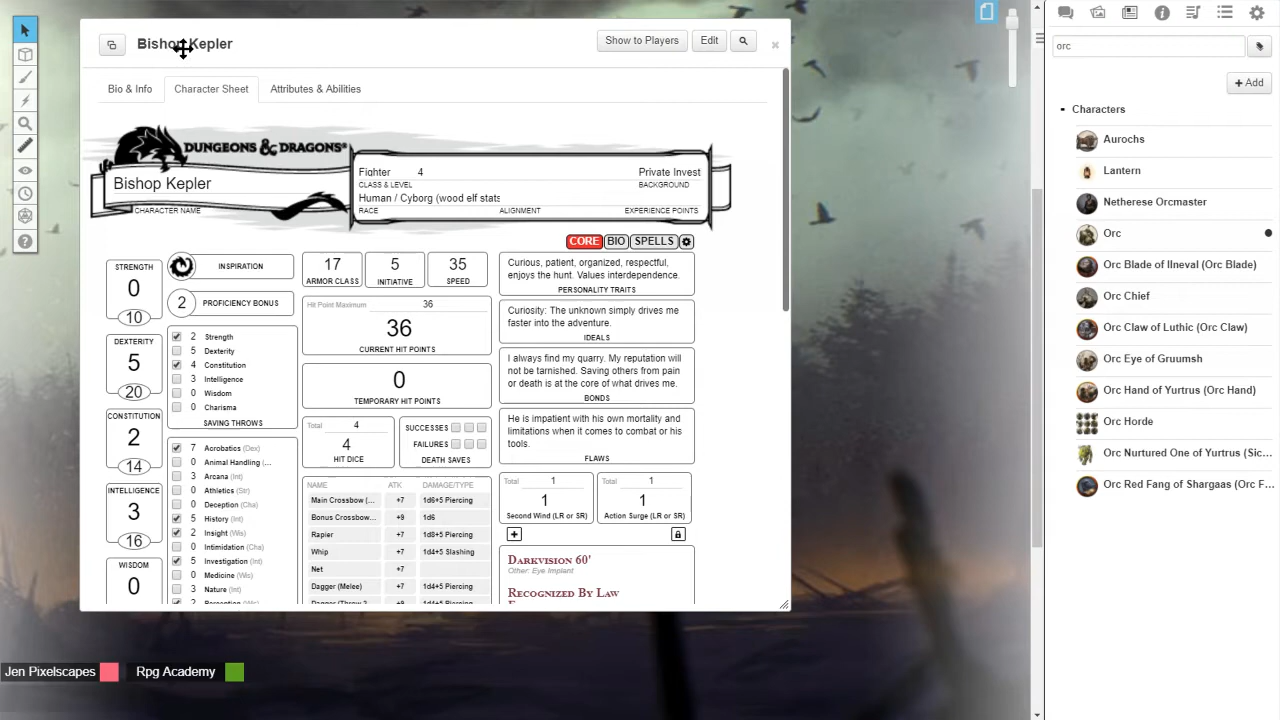 Bishop Kepler
Show to Players
Edit
Bio & Info
Character Sheet
Attributes & Abilities
DUNGEONS & DRAGONS®
Bishop Kepler
CHARACTER NAME
Fighter 4 Private Invest
CLASS & LEVEL BACKGROUND
Human / Cyborg (wood elf stats
RACE ALIGNMENT EXPERIENCE POINTS
CORE BIO SPELLS
STRENGTH
0
10
DEXTERITY
5
20
CONSTITUTION
2
14
INTELLIGENCE
3
16
WISDOM
0
INSPIRATION
2 PROFICIENCY BONUS
2 Strength
5 Dexterity
4 Constitution
3 Intelligence
0 Wisdom
0 Charisma
SAVING THROWS
7 Acrobatics (Dex)
0 Animal Handling (...
3 Arcana (Int)
0 Athletics (Str)
0 Deception (Cha)
5 History (Int)
2 Insight (Wis)
0 Intimidation (Cha)
5 Investigation (Int)
0 Medicine (Wis)
3 Nature (Int)
2 Perception (Wis)
17
ARMOR CLASS
5
INITIATIVE
35
SPEED
Hit Point Maximum 36
36
CURRENT HIT POINTS
0
TEMPORARY HIT POINTS
Total 4
4
HIT DICE
SUCCESSES
FAILURES
DEATH SAVES
NAME ATK DAMAGE/TYPE
Main Crossbow (... +7 1d6+5 Piercing
Bonus Crossbow... +9 1d6
Rapier +7 1d8+5 Piercing
Whip +7 1d4+5 Slashing
Net +7
Dagger (Melee) +7 1d4+5 Piercing
Dagger (Throw 2 +9 1d4+5 Piercing
Curious, patient, organized, respectful,
enjoys the hunt. Values interdependence.
PERSONALITY TRAITS
Curiosity: The unknown simply drives me
faster into the adventure.
IDEALS
I always find my quarry. My reputation will
not be tarnished. Saving others from pain
or death is at the core of what drives me.
BONDS
He is impatient with his own mortality and
limitations when it comes to combat or his
tools.
FLAWS
Total 1
1
Second Wind (LR or SR)
Total 1
1
Action Surge (LR or SR)
DARKVISION 60'
Other: Eye Implant
RECOGNIZED BY LAW
Jen Pixelscapes
Rpg Academy
orc
+ Add
Characters
Aurochs
Lantern
Netherese Orcmaster
Orc
Orc Blade of Ilneval (Orc Blade)
Orc Chief
Orc Claw of Luthic (Orc Claw)
Orc Eye of Gruumsh
Orc Hand of Yurtrus (Orc Hand)
Orc Horde
Orc Nurtured One of Yurtrus (Sic...
Orc Red Fang of Shargaas (Orc F...